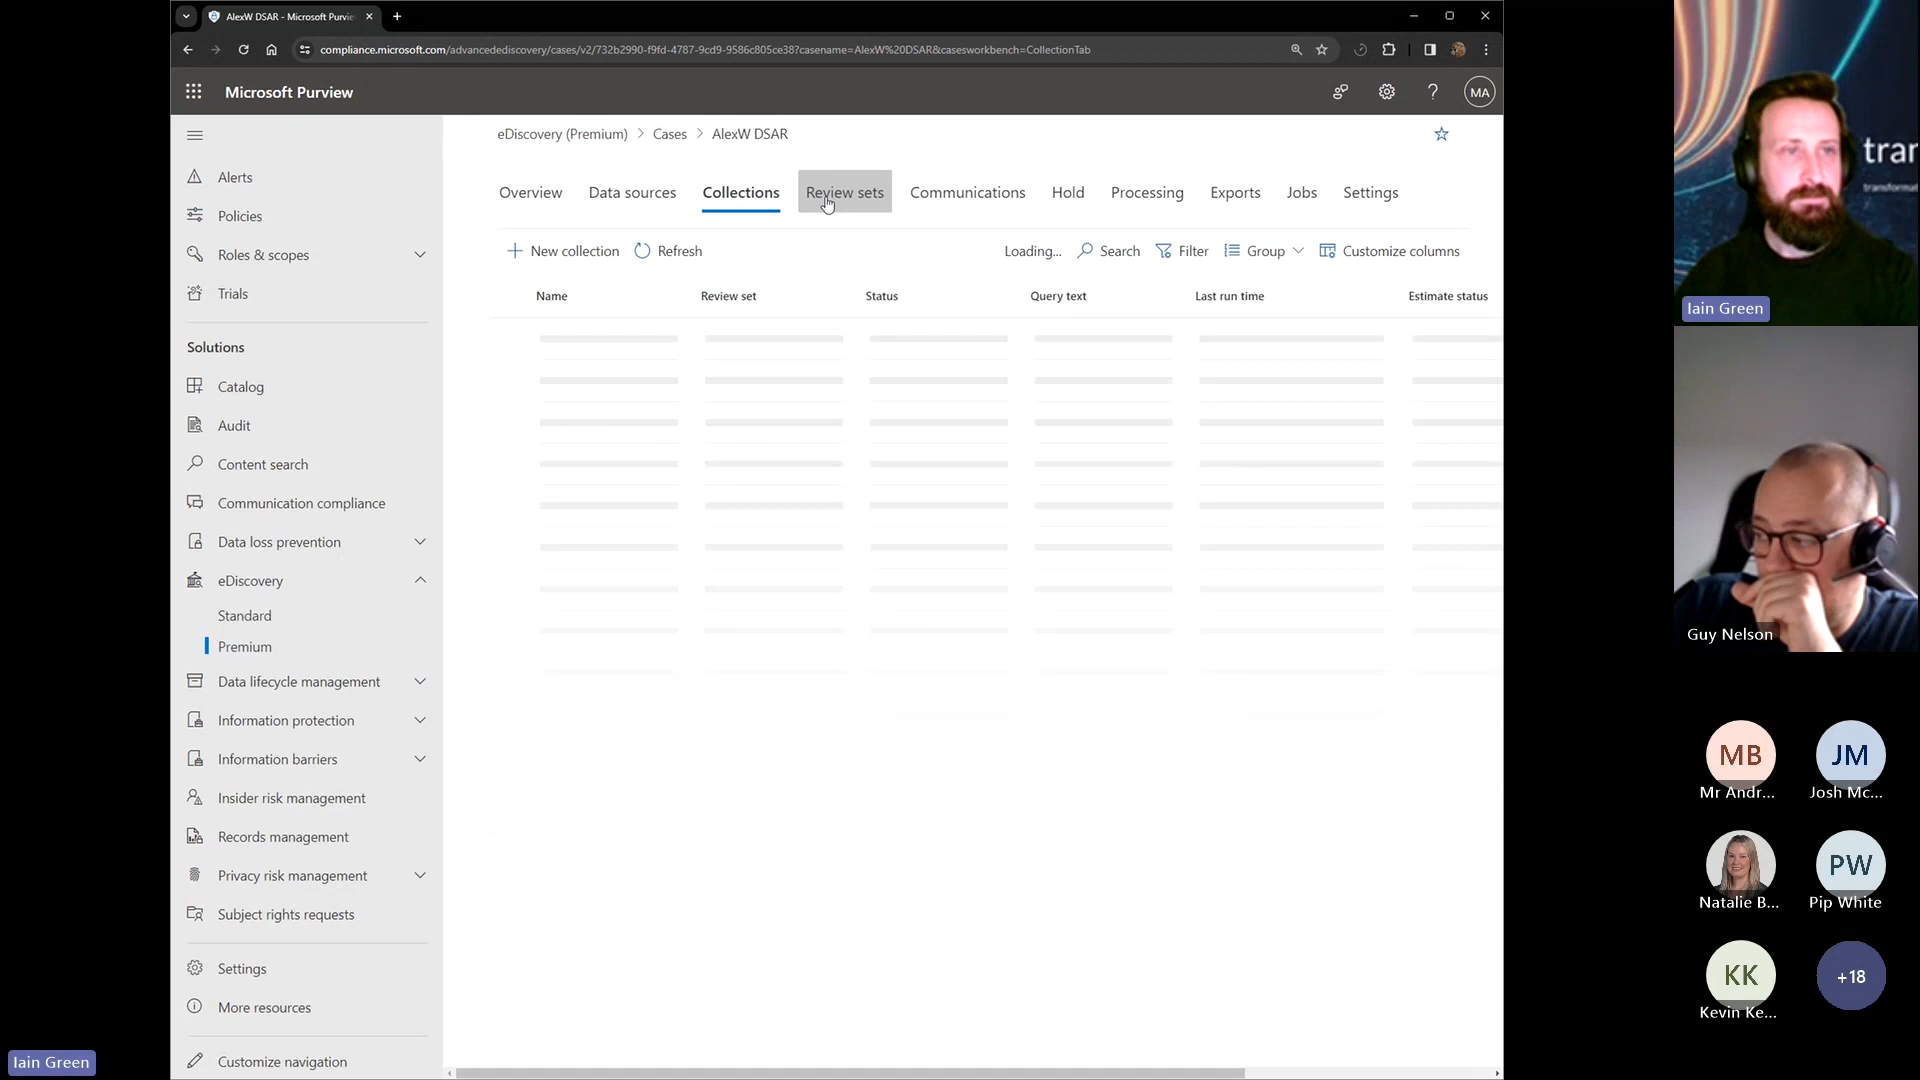 AlexW DSAR - Microsoft Purvie
compliance.microsoft.com/advancedediscovery/cases/v2/732b2990-f9fd-4787-9cd9-9586c805ce38?casename=AlexW%20DSAR&casesworkbench=CollectionTab
Microsoft Purview
MA
Alerts
Policies
Roles & scopes
Trials
Solutions
Catalog
Audit
Content search
Communication compliance
Data loss prevention
eDiscovery
Standard
Premium
Data lifecycle management
Information protection
Information barriers
Insider risk management
Records management
Privacy risk management
Subject rights requests
Settings
More resources
Customize navigation
eDiscovery (Premium) > Cases > AlexW DSAR
Overview Data sources Collections Review sets Communications Hold Processing Exports Jobs Settings
New collection Refresh Loading... Search Filter Group Customize columns
Name Review set Status Query text Last run time Estimate status
tran
Iain Green
Guy Nelson
MB JM
Mr Andr... Josh Mc...
PW
Natalie B... Pip White
KK +18
Kevin Ke...
Iain Green